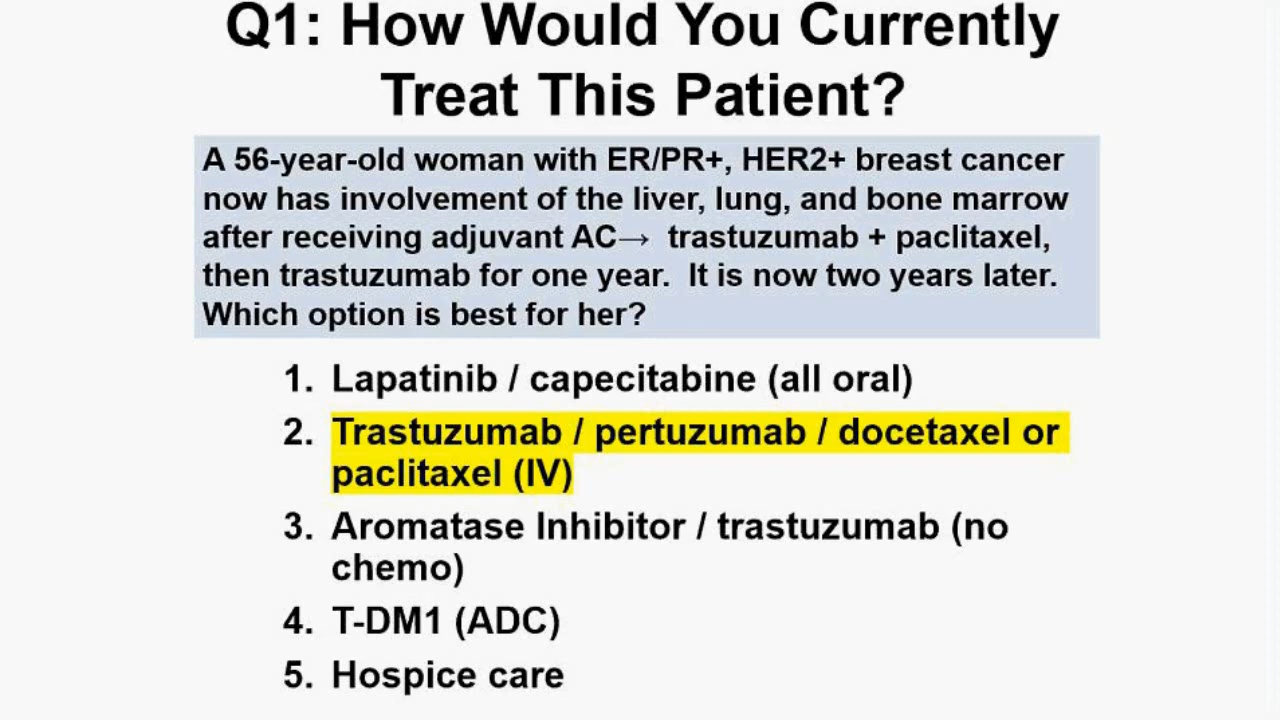 Q1: How Would You Currently
Treat This Patient?
A 56-year-old woman with ER/PR+, HER2+ breast cancer
now has involvement of the liver, lung, and bone marrow
after receiving adjuvant AC→ trastuzumab + paclitaxel,
then trastuzumab for one year. It is now two years later.
Which option is best for her?
1. Lapatinib / capecitabine (all oral)
2. Trastuzumab / pertuzumab / docetaxel or
paclitaxel (IV)
3. Aromatase Inhibitor / trastuzumab (no
chemo)
4. T-DM1 (ADC)
5. Hospice care